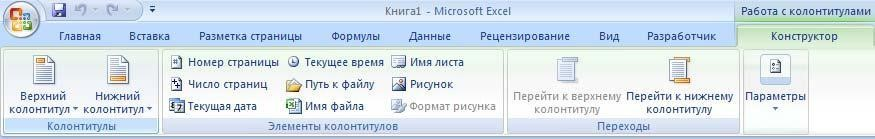 Книга1 - Microsoft Excel
Работа с колонтитулами
Главная Вставка Разметка страницы Формулы Данные Рецензирование Вид Разработчик Конструктор
Верхний колонтитул
Нижний колонтитул
Колонтитулы
Номер страницы Текущее время Имя листа
Число страниц Путь к файлу Рисунок
Текущая дата Имя файла Формат рисунка
Элементы колонтитулов
Перейти к верхнему колонтитулу
Перейти к нижнему колонтитулу
Переходы
Параметры